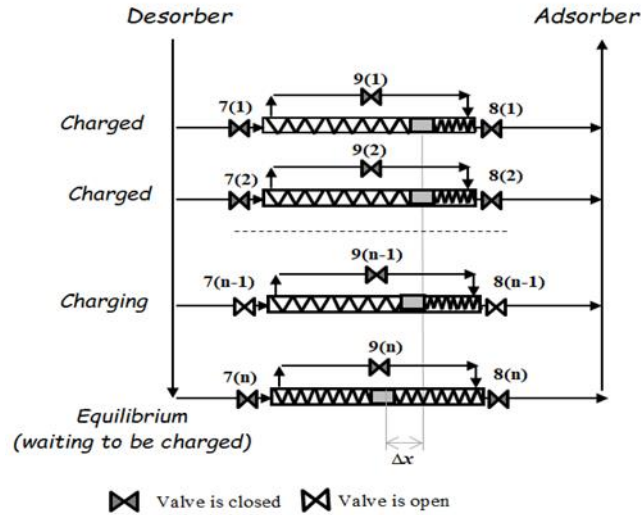 Desorber
Adsorber
9(1)
7(1)
8(1)
Charged
9(2)
7(2)
8(2)
Charged
9(n-1)
7(n-1)
8(n-1)
Charging
9(n)
7(n)
8(n)
Equilibrium
(waiting to be charged)
Δx
Valve is closed
Valve is open